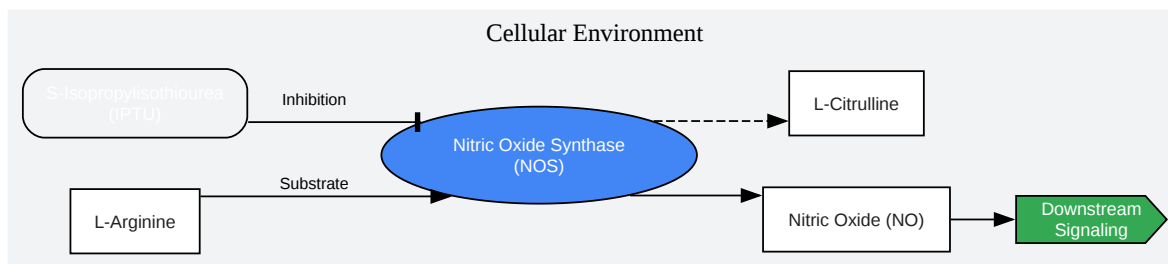 Cellular Environment
S-Isopropylisothiourea
(IPTU)
Inhibition
L-Citrulline
Nitric Oxide Synthase
(NOS)
Substrate
L-Arginine
Nitric Oxide (NO)
Downstream
Signaling